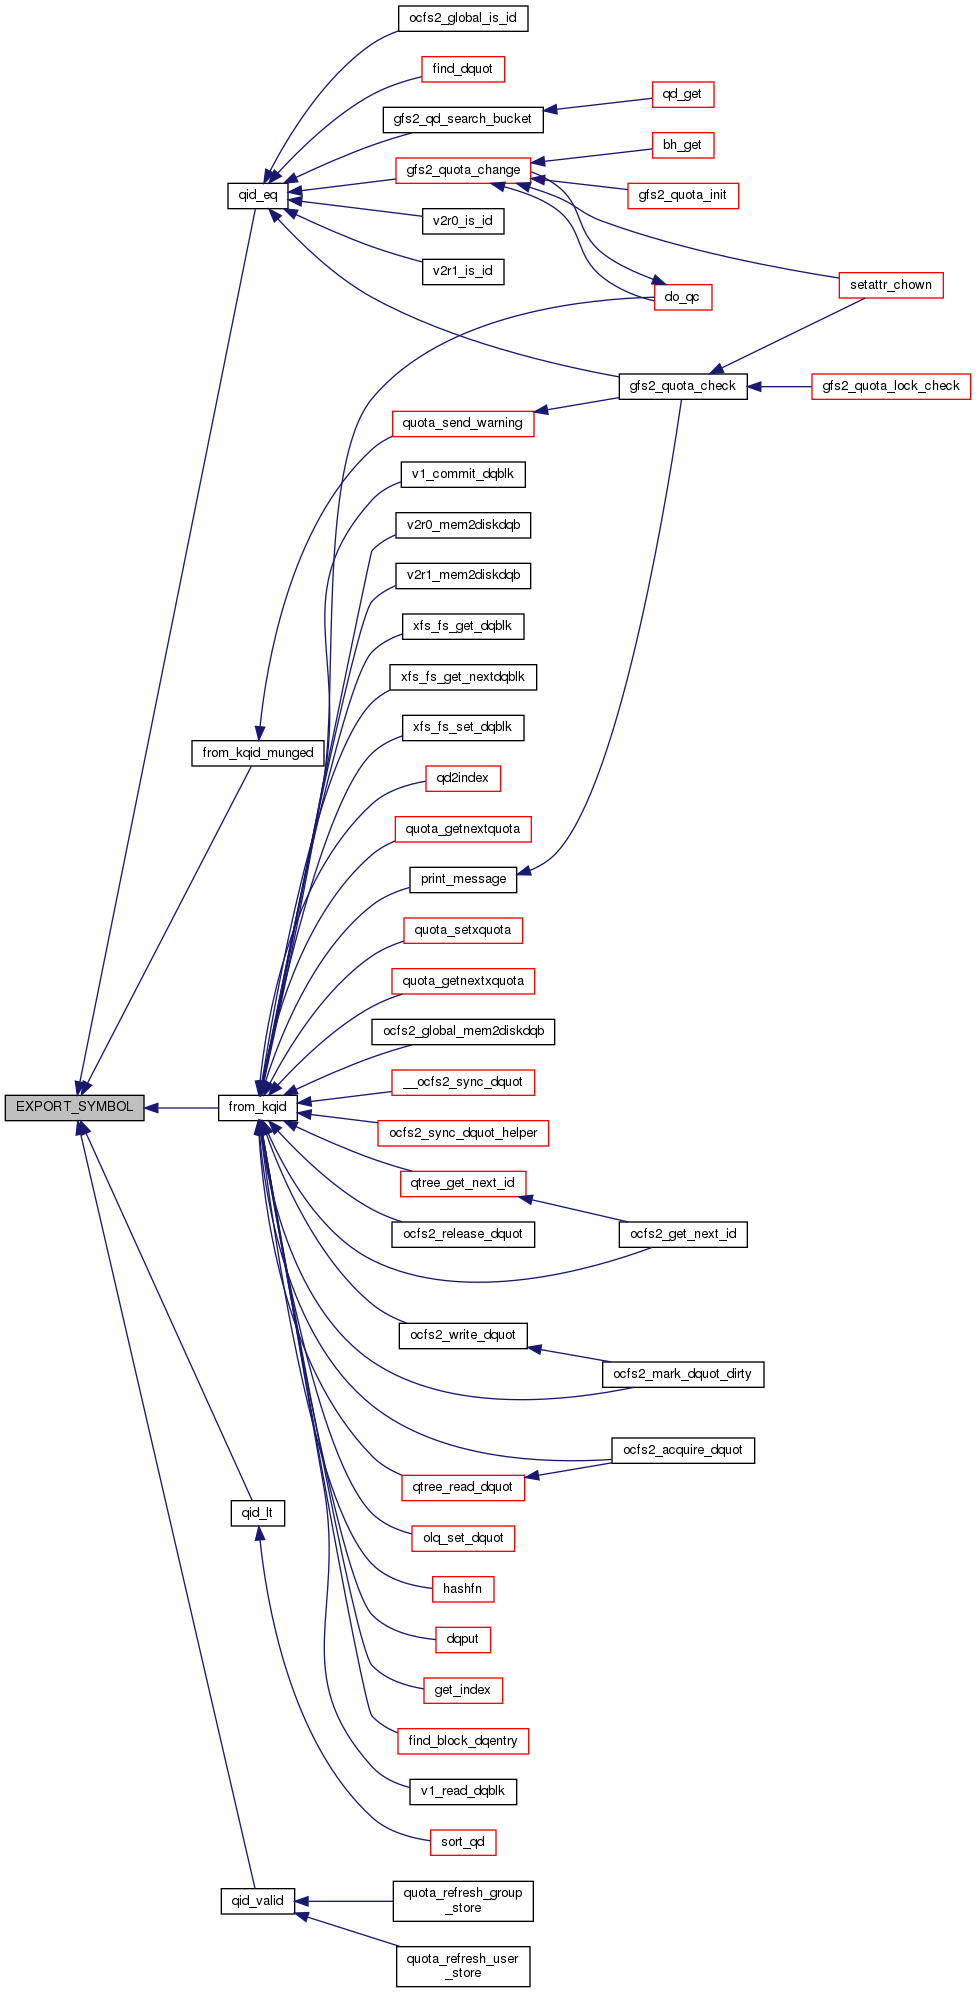 ocfs2_global_is_id
find_dquot
qd_get
gfs2_qd_search_bucket
bh_get
gfs2_quota_change
qid_eq
gfs2_quota_init
v2r0_is_id
v2r1_is_id
setattr_chown
do_qc
gfs2_quota_check
gfs2_quota_lock_check
quota_send_warning
v1_commit_dqblk
v2r0_mem2diskdqb
v2r1_mem2diskdqb
xfs_fs_get_dqblk
xfs_fs_get_nextdqblk
xfs_fs_set_dqblk
from_kqid_munged
qd2index
quota_getnextquota
print_message
quota_setxquota
quota_getnextxquota
ocfs2_global_mem2diskdqb
__ocfs2_sync_dquot
EXPORT_SYMBOL
from_kqid
ocfs2_sync_dquot_helper
qtree_get_next_id
ocfs2_release_dquot
ocfs2_get_next_id
ocfs2_write_dquot
ocfs2_mark_dquot_dirty
ocfs2_acquire_dquot
qtree_read_dquot
qid_lt
olq_set_dquot
hashfn
dqput
get_index
find_block_dqentry
v1_read_dqblk
sort_qd
qid_valid
quota_refresh_group
_store
quota_refresh_user
_store